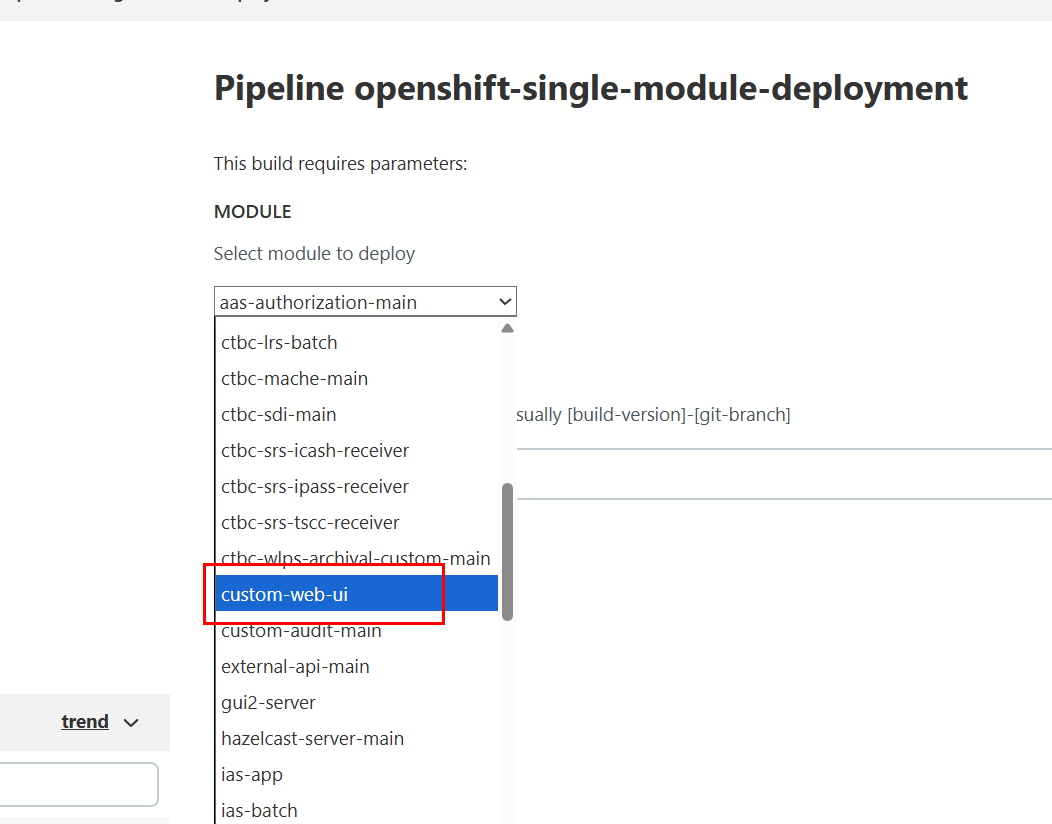 Pipeline openshift-single-module-deployment
This build requires parameters:
MODULE
Select module to deploy
aas-authorization-main
ctbc-lrs-batch
ctbc-mache-main
ctbc-sdi-main
sually [build-version]-[git-branch]
ctbc-srs-icash-receiver
ctbc-srs-ipass-receiver
ctbc-srs-tscc-receiver
ctbc-wlps-archival-custom-main
custom-web-ui
custom-audit-main
external-api-main
gui2-server
trend
hazelcast-server-main
ias-app
ias-batch